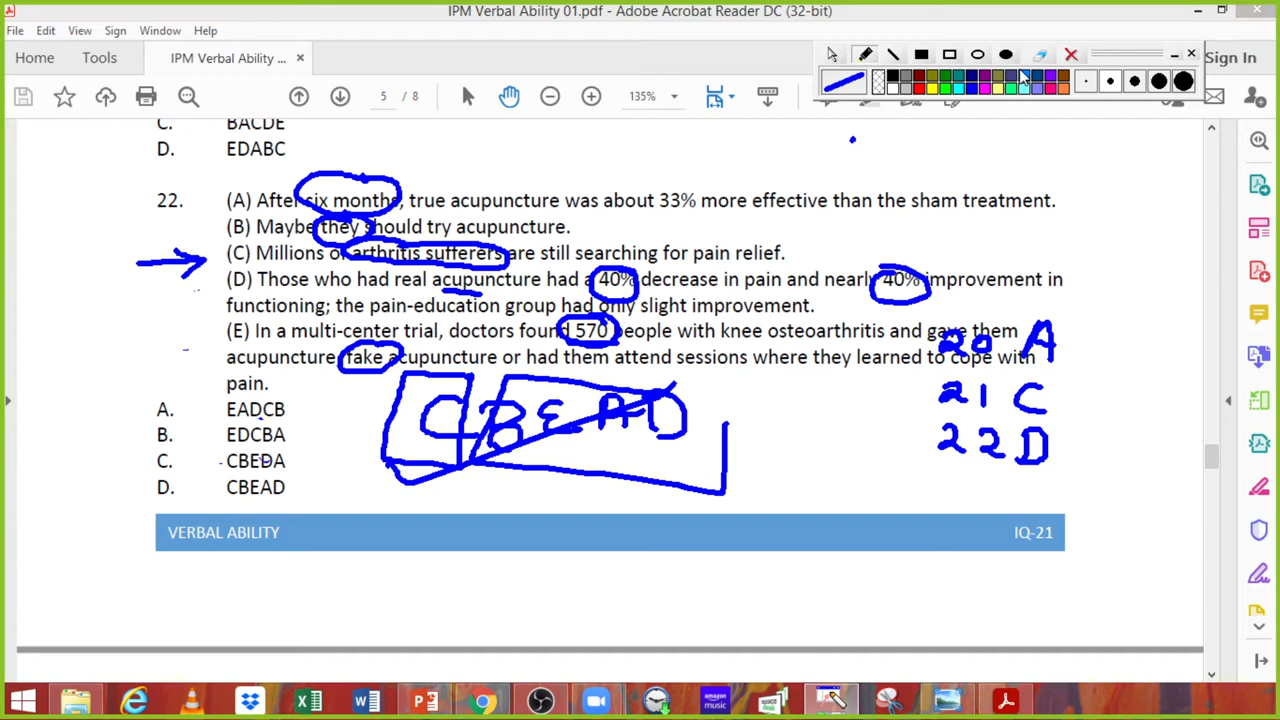 IPM Verbal Ability 01.pdf - Adobe Acrobat Reader DC (32-bit)
File Edit View Sign Window Help
Home Tools IPM Verbal Ability ... × Sign In
5 / 8 135%
C. BACDE
D. EDABC
22. (A) After six months, true acupuncture was about 33% more effective than the sham treatment.
(B) Maybe they should try acupuncture.
(C) Millions of arthritis sufferers are still searching for pain relief.
(D) Those who had real acupuncture had a 40% decrease in pain and nearly 40% improvement in
functioning; the pain-education group had only slight improvement.
(E) In a multi-center trial, doctors found 570 people with knee osteoarthritis and gave them
acupuncture, fake acupuncture or had them attend sessions where they learned to cope with
pain.
20 A
21 C
22 D
CBEAD
A. EADCB
B. EDCBA
C. CBEDA
D. CBEAD
VERBAL ABILITY IQ-21
amazon
music